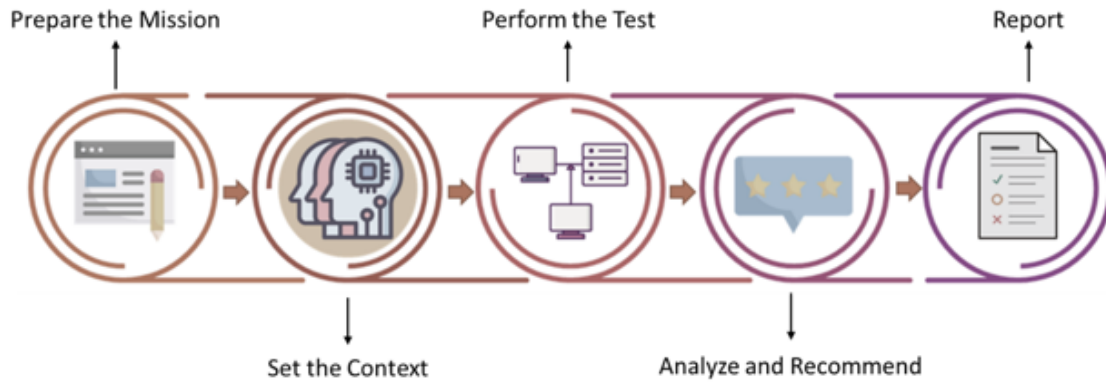 Prepare the Mission
Perform the Test
Report
Set the Context
Analyze and Recommend